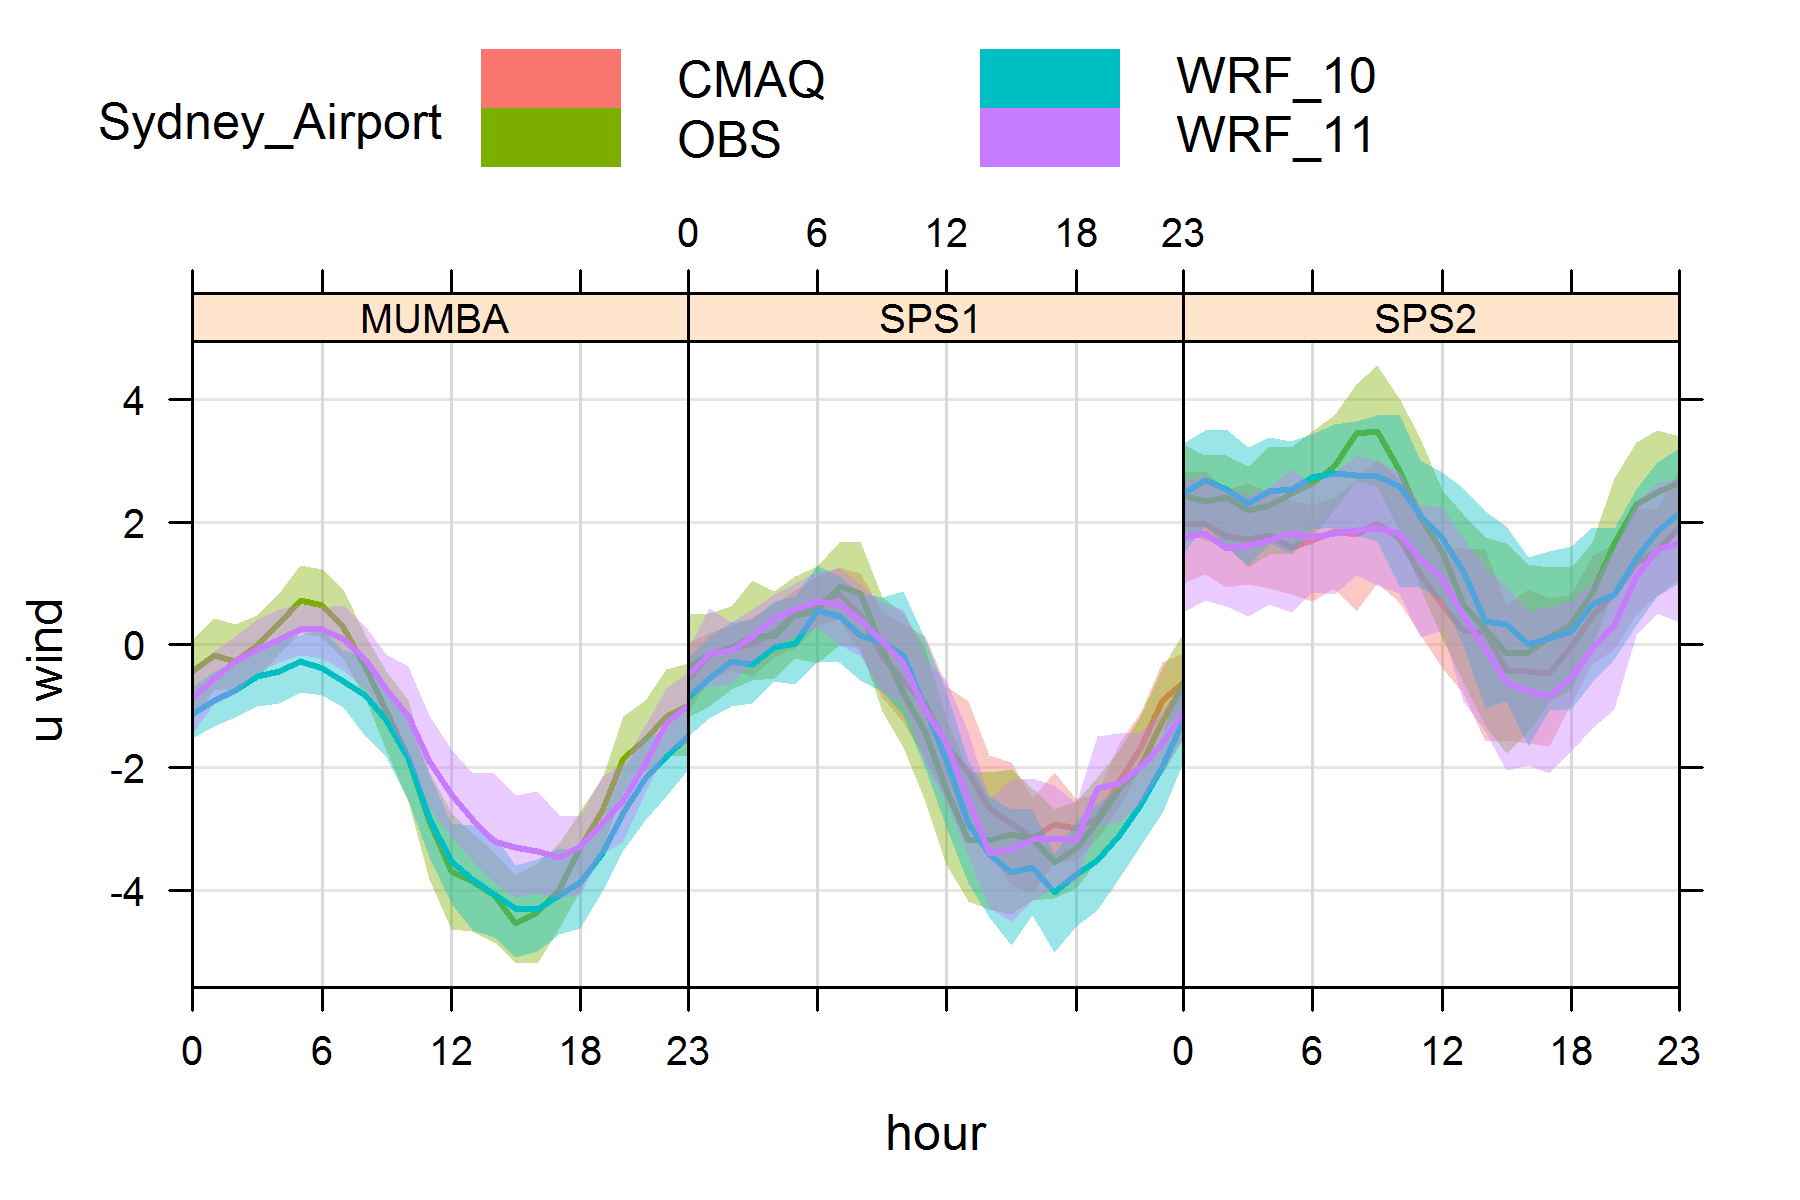 Sydney_Airport
CMAQ
OBS
WRF_10
WRF_11
0 6 12 18 23
MUMBA SPS1 SPS2
4
2
0
-2
-4
u wind
0 6 12 18 23 0 6 12 18 23
hour